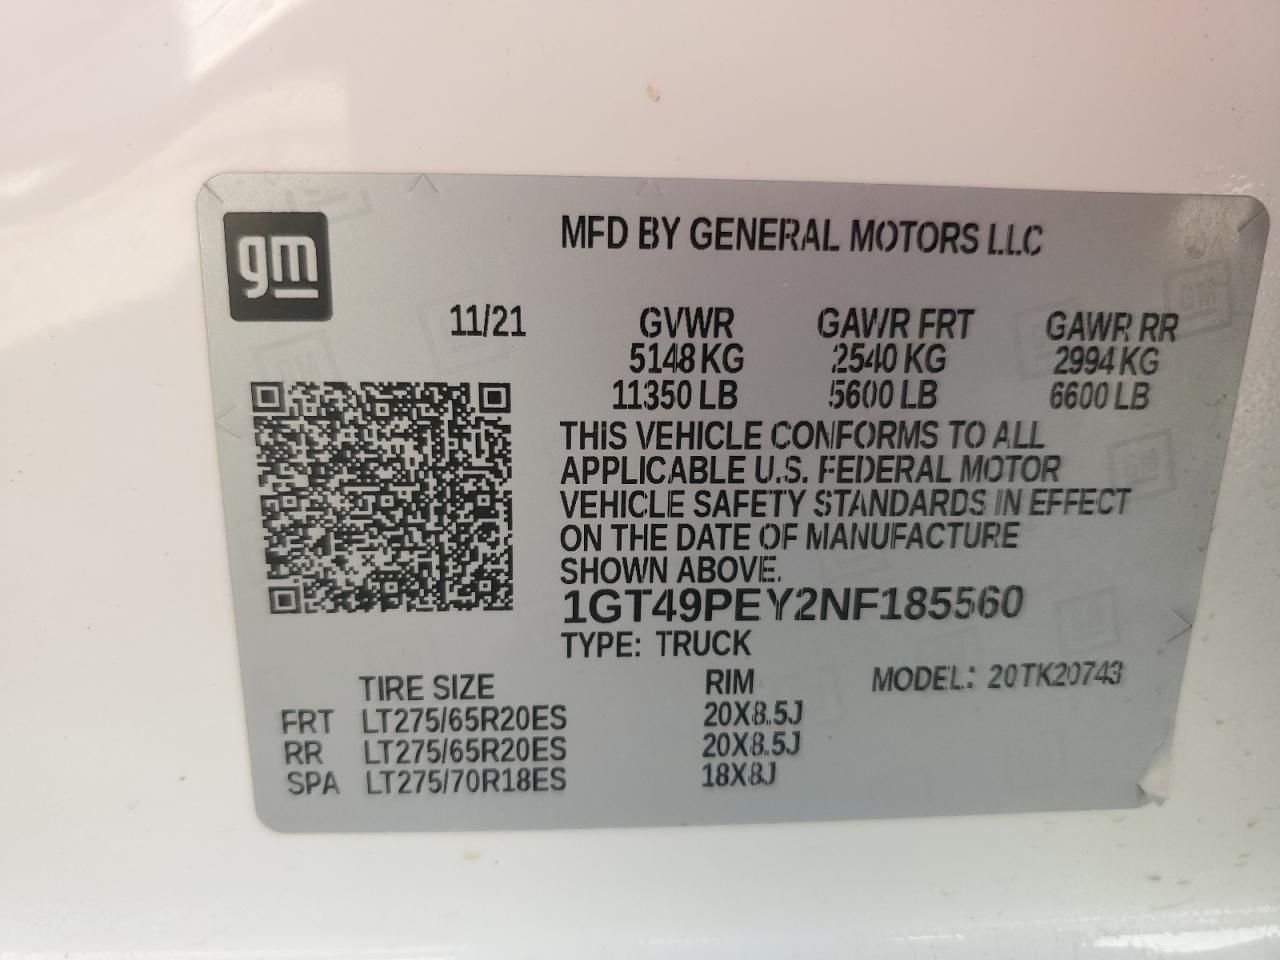 gm
MFD BY GENERAL MOTORS LLC
11/21 GVWR GAWR FRT GAWR RR
5148 KG 2540 KG 2994 KG
11350 LB 5600 LB 6600 LB
THIS VEHICLE CONFORMS TO ALL
APPLICABLE U.S. FEDERAL MOTOR
VEHICLE SAFETY STANDARDS IN EFFECT
ON THE DATE OF MANUFACTURE
SHOWN ABOVE.
1GT49PEY2NF185560
TYPE: TRUCK
TIRE SIZE RIM MODEL: 20TK20743
FRT LT275/65R20ES 20X8.5J
RR LT275/65R20ES 20X8.5J
SPA LT275/70R18ES 18X8J